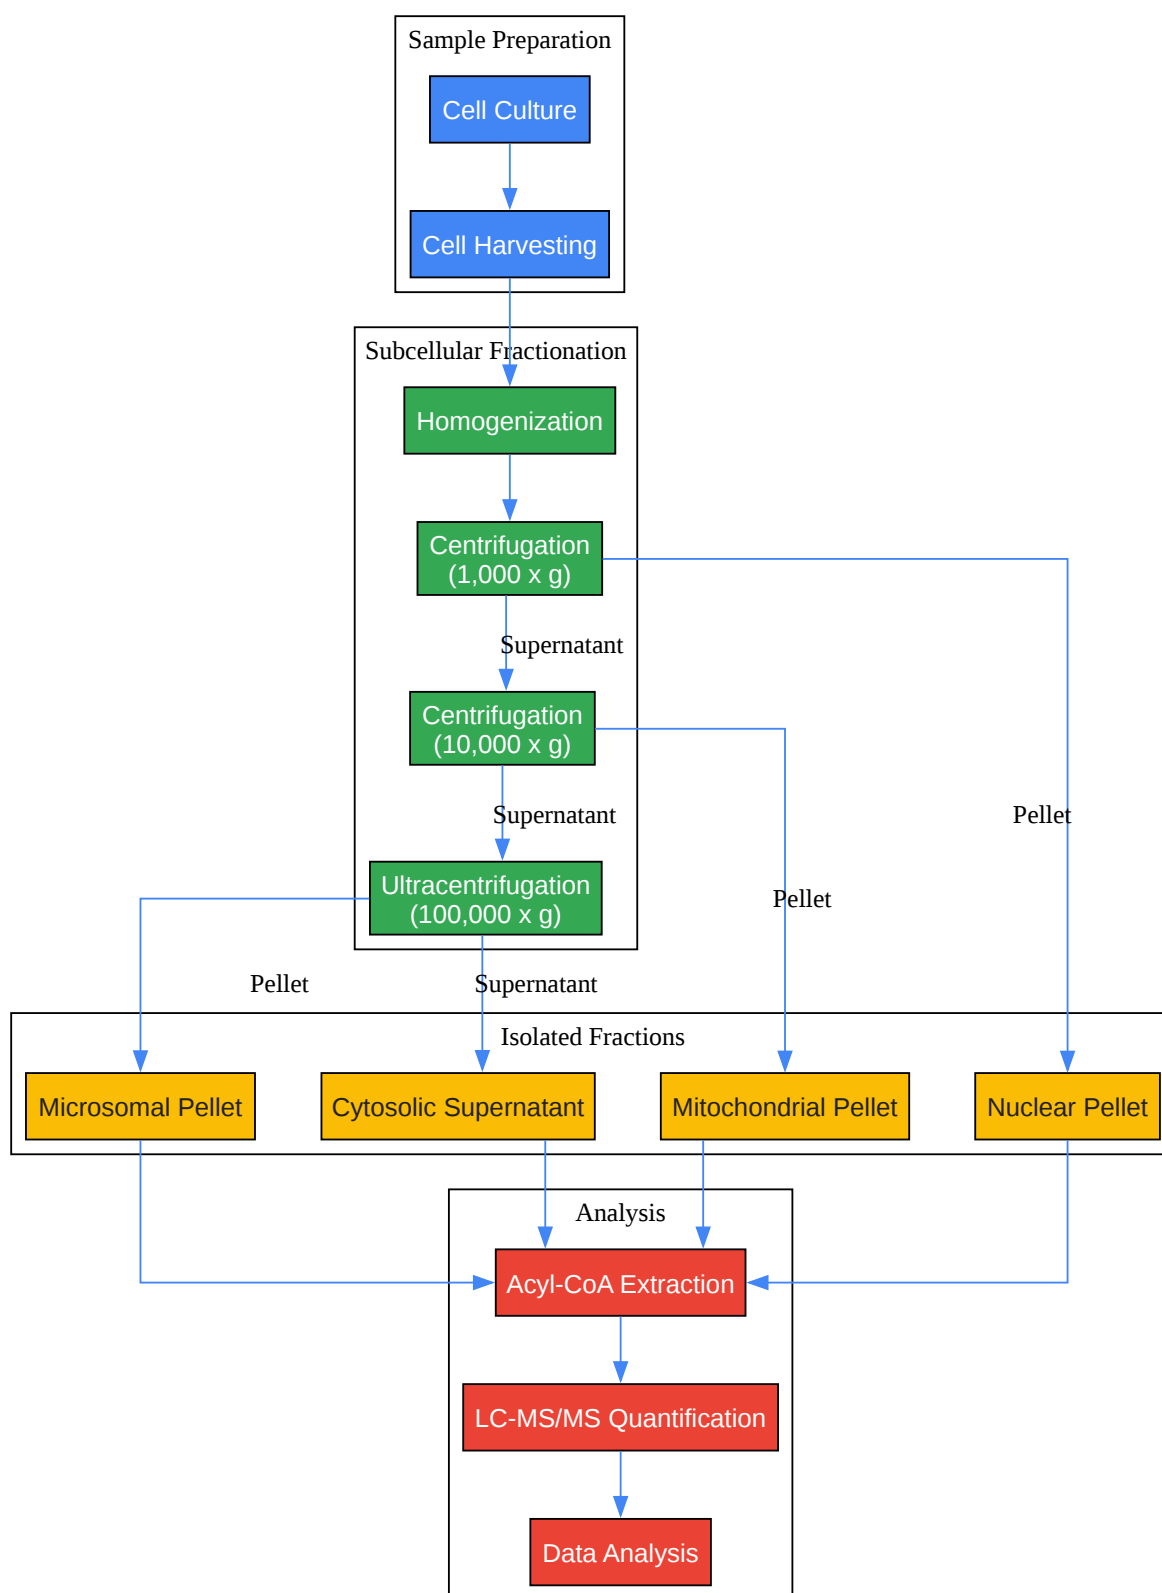 Sample Preparation
Cell Culture
Cell Harvesting
Subcellular Fractionation
Homogenization
Centrifugation
(1,000 x g)
Supernatant
Centrifugation
(10,000 x g)
Supernatant
Pellet
Ultracentrifugation
(100,000 x g)
Pellet
Pellet
Supernatant
Isolated Fractions
Microsomal Pellet
Cytosolic Supernatant
Mitochondrial Pellet
Nuclear Pellet
Analysis
Acyl-CoA Extraction
LC-MS/MS Quantification
Data Analysis